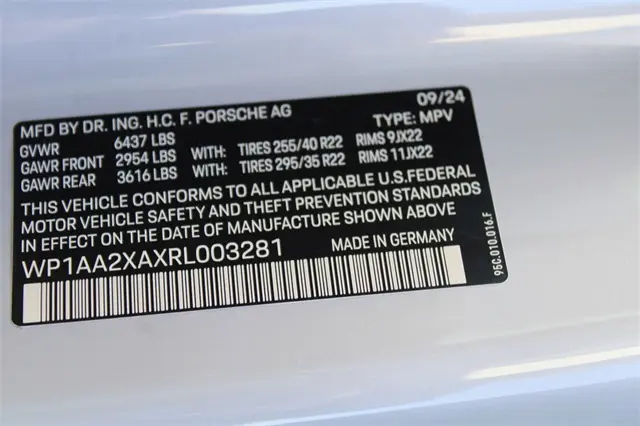 MFD BY DR. ING. H.C. F. PORSCHE AG 09/24
GVWR 6437 LBS TYPE: MPV
GAWR FRONT 2954 LBS WITH: TIRES 255/40 R22 RIMS 9JX22
GAWR REAR 3616 LBS WITH: TIRES 295/35 R22 RIMS 11JX22
THIS VEHICLE CONFORMS TO ALL APPLICABLE U.S.FEDERAL
MOTOR VEHICLE SAFETY AND THEFT PREVENTION STANDARDS
IN EFFECT ON THE DATE OF MANUFACTURE SHOWN ABOVE
WP1AA2XAXRL003281 MADE IN GERMANY
95C.010.016.F